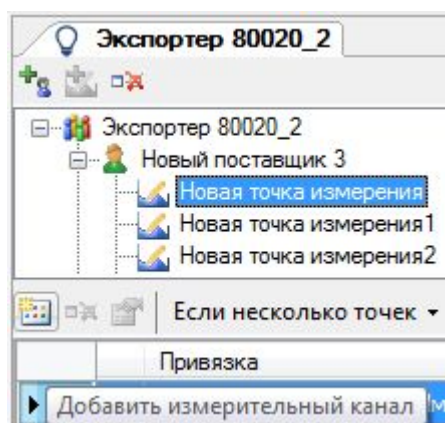 Экспортер 80020_2
Экспортер 80020_2
Новый поставщик 3
Новая точка измерения
Новая точка измерения1
Новая точка измерения2
Если несколько точек
Привязка
Добавить измерительный канал